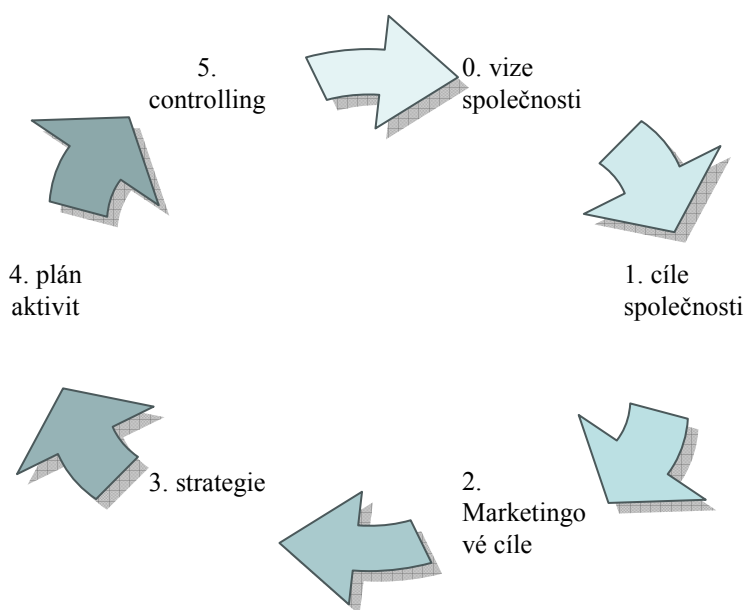 5.
controlling
0. vize
společnosti
1. cíle
společnosti
2.
Marketingo
vé cíle
3. strategie
4. plán
aktivit